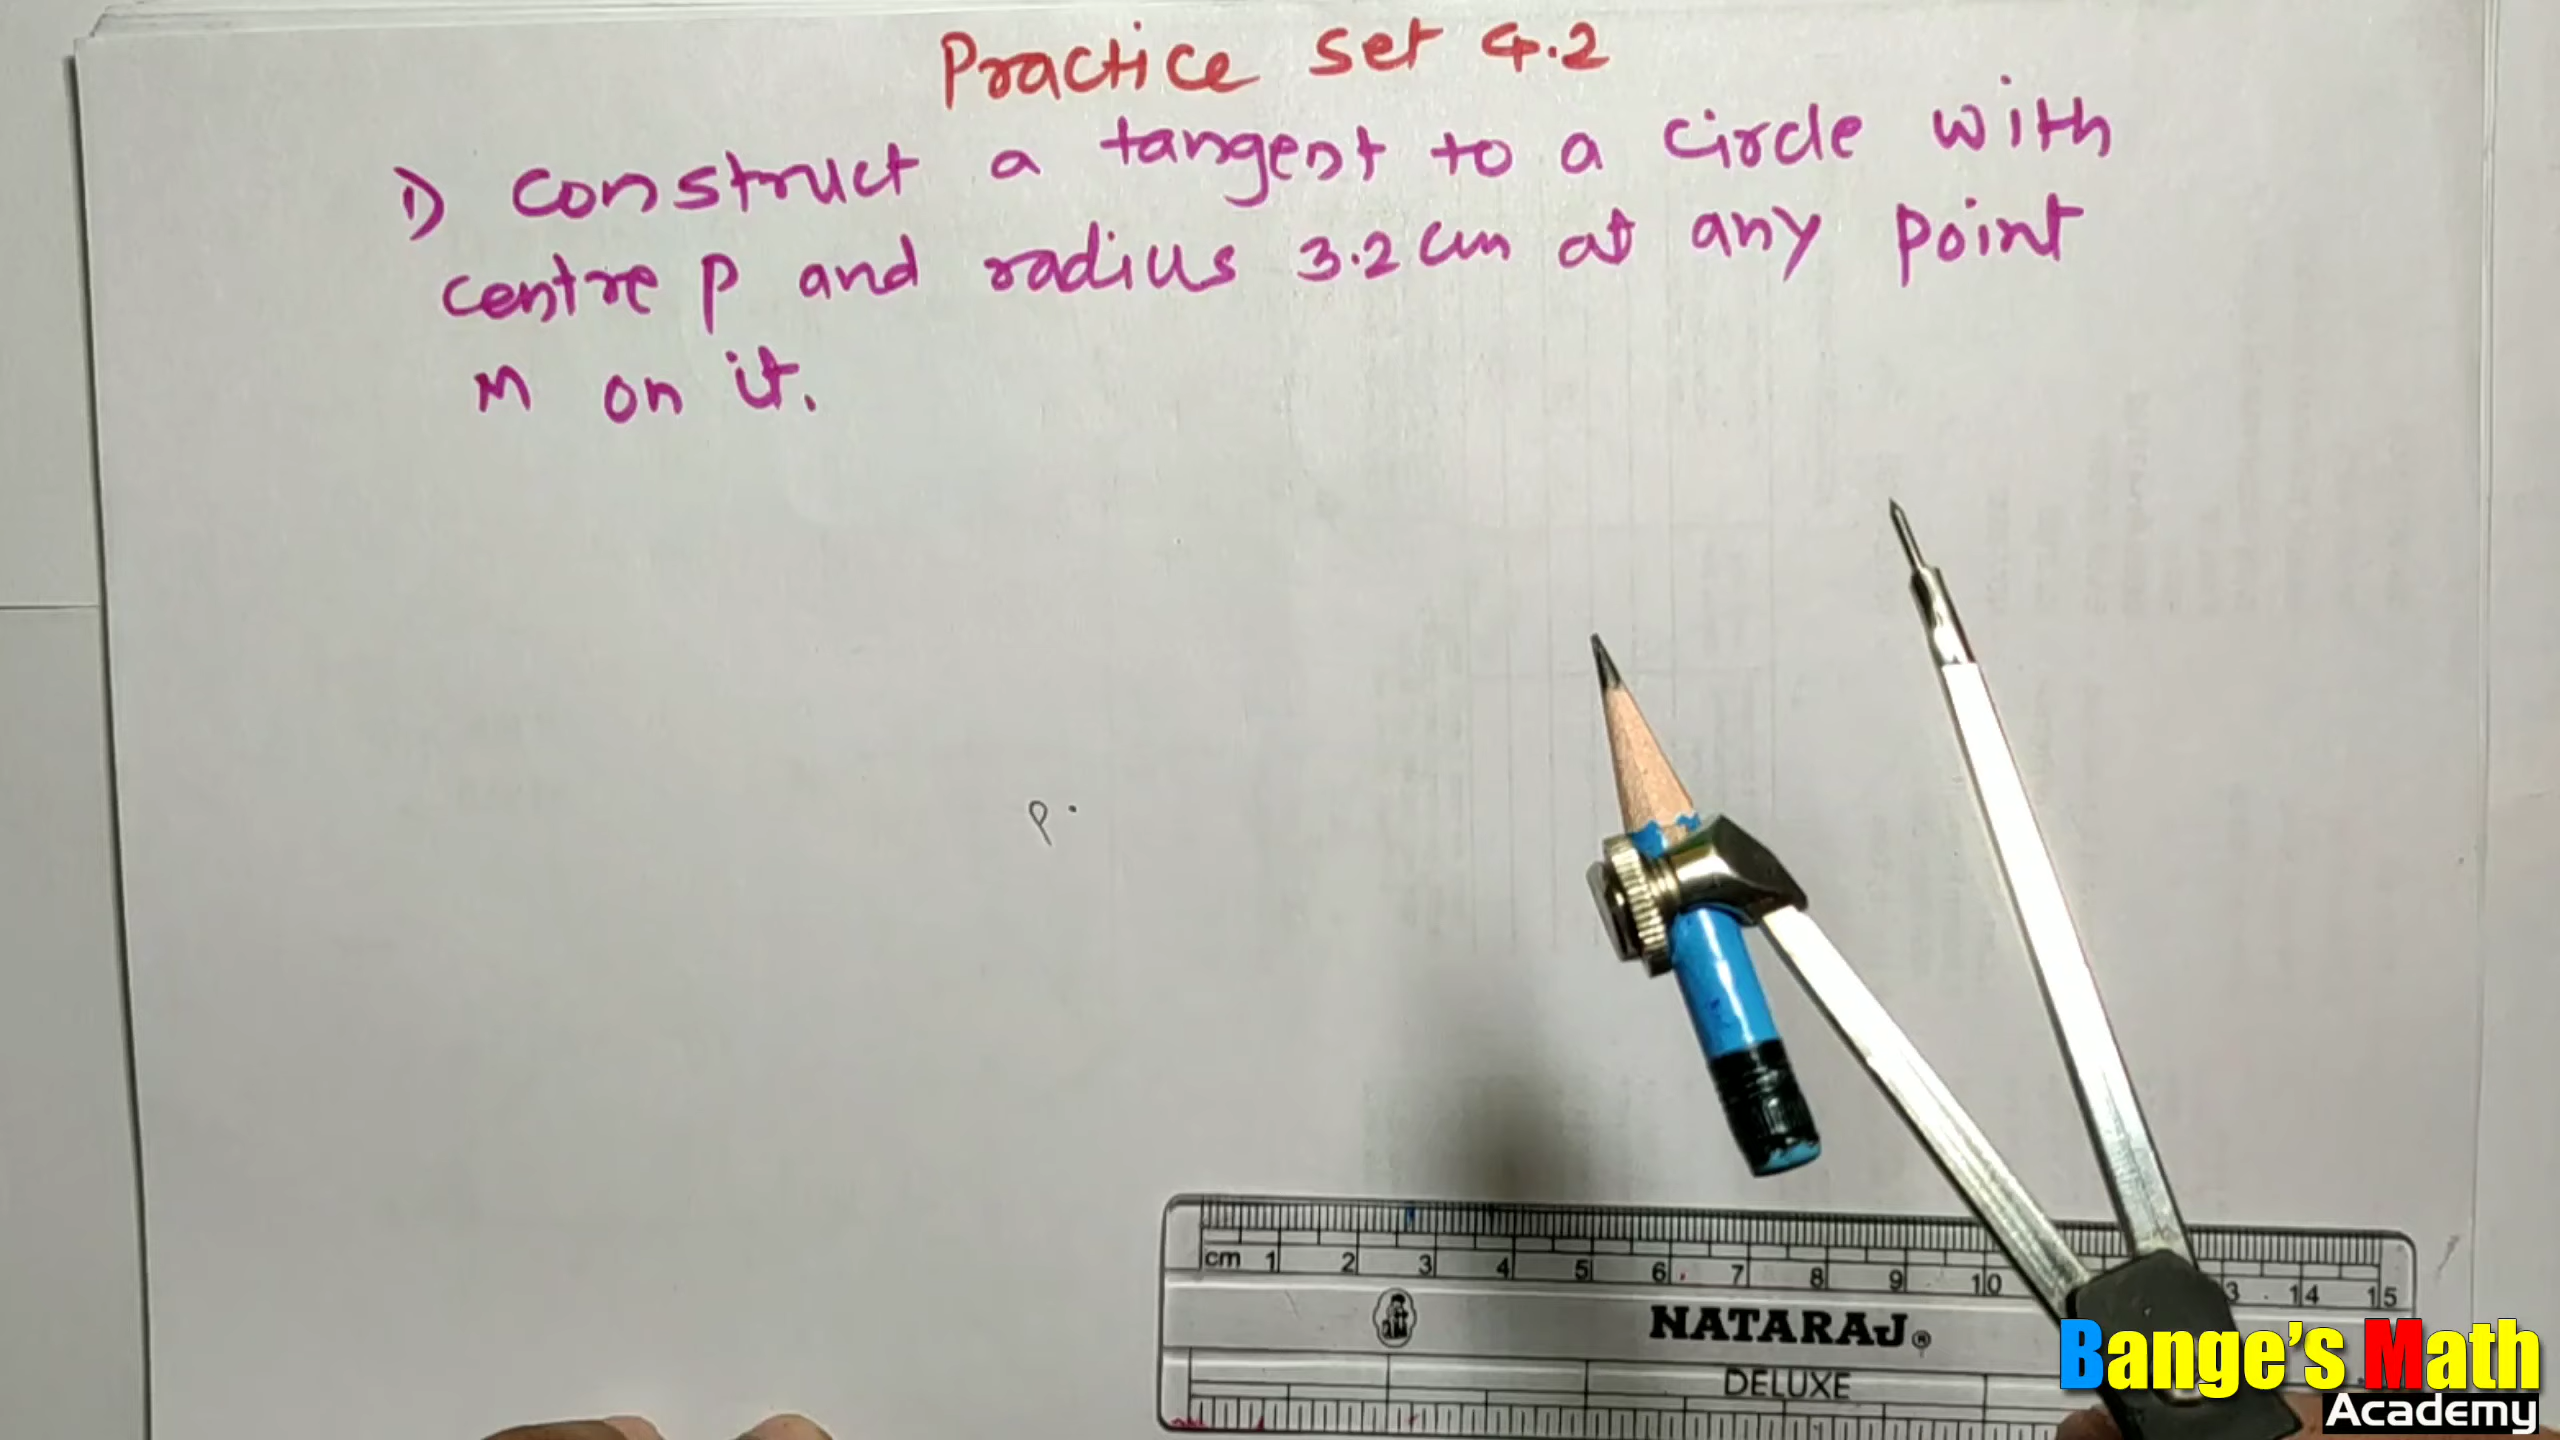 Practice set 4.2
1) construct a tangent to a circle with
centre P and radius 3.2 cm at any point
M on it.
P.
cm 1 2 3 4 5 6 7 8 9 10 3 14 15
NATARAJ®
DELUXE
Bange's Math
Academy